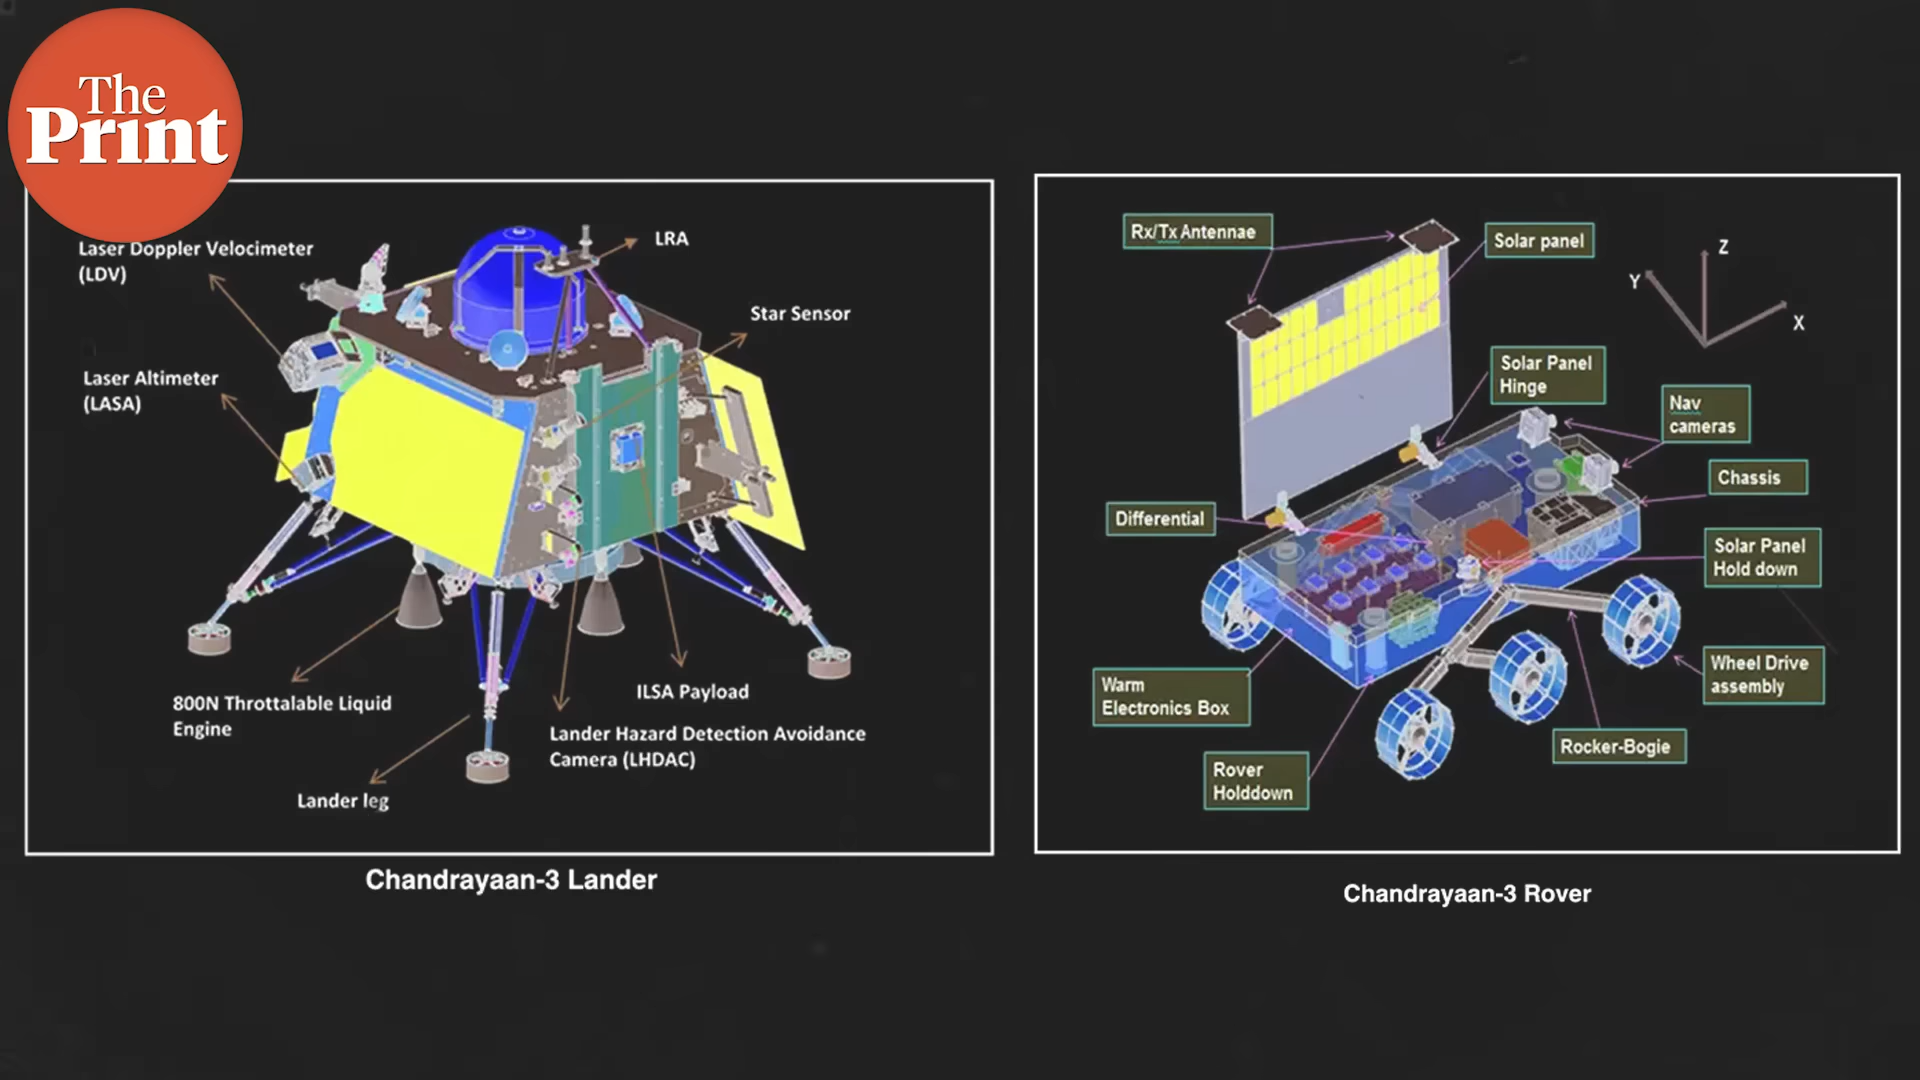 The
Print
Laser Doppler Velocimeter
(LDV)
LRA
Star Sensor
Laser Altimeter
(LASA)
800N Throttalable Liquid
Engine
ILSA Payload
Lander Hazard Detection Avoidance
Camera (LHDAC)
Lander leg
Chandrayaan-3 Lander
Rx/Tx Antennae
Solar panel
Z
Y
X
Solar Panel
Hinge
Nav
cameras
Chassis
Differential
Solar Panel
Hold down
Warm
Electronics Box
Wheel Drive
assembly
Rocker-Bogie
Rover
Holddown
Chandrayaan-3 Rover